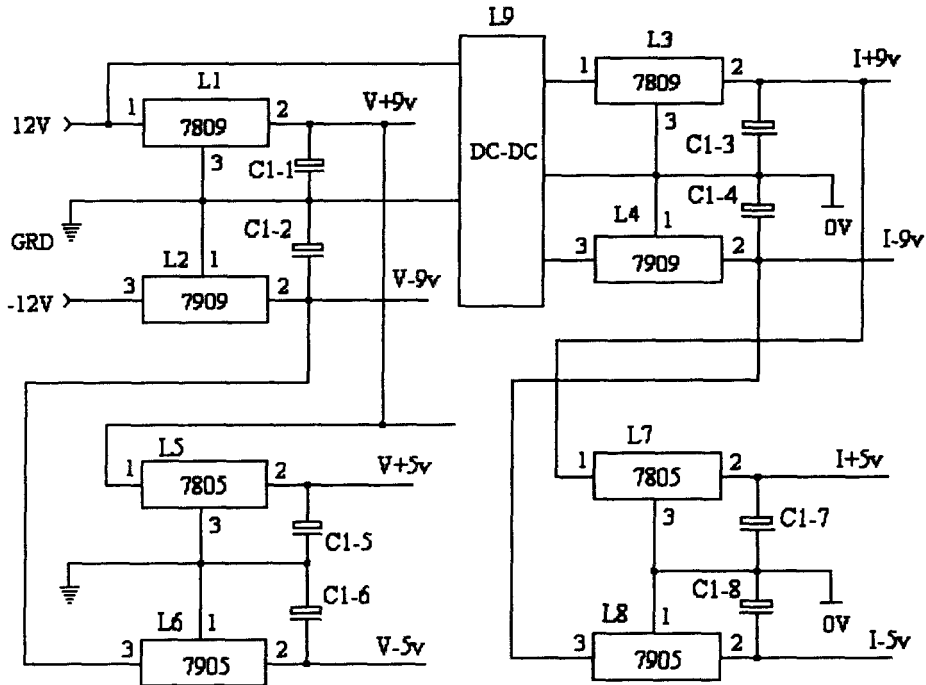 L9
L3
I+9v
1
7809
2
L1
V+9v
1
7809
2
12V
3
3
C1-3
C1-1
DC-DC
C1-2
C1-4
GRD
L2
1
L4
1
0V
3
7909
2
V-9v
3
7909
2
I-9v
-12V
L5
L7
1
7805
2
V+5v
1
7805
2
I+5v
3
C1-5
3
C1-7
C1-6
C1-8
L6
1
L8
1
0V
3
7905
2
V-5v
3
7905
2
I-5v